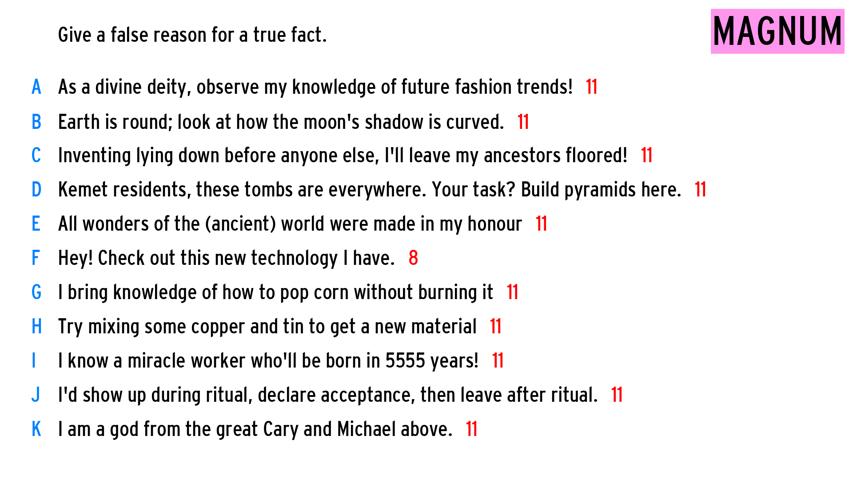 Give a false reason for a true fact.
MAGNUM
A As a divine deity, observe my knowledge of future fashion trends! 11
B Earth is round; look at how the moon's shadow is curved. 11
C Inventing lying down before anyone else, I'll leave my ancestors floored! 11
D Kemet residents, these tombs are everywhere. Your task? Build pyramids here. 11
E All wonders of the (ancient) world were made in my honour 11
F Hey! Check out this new technology I have. 8
G I bring knowledge of how to pop corn without burning it 11
H Try mixing some copper and tin to get a new material 11
I I know a miracle worker who'll be born in 5555 years! 11
J I'd show up during ritual, declare acceptance, then leave after ritual. 11
K I am a god from the great Cary and Michael above. 11